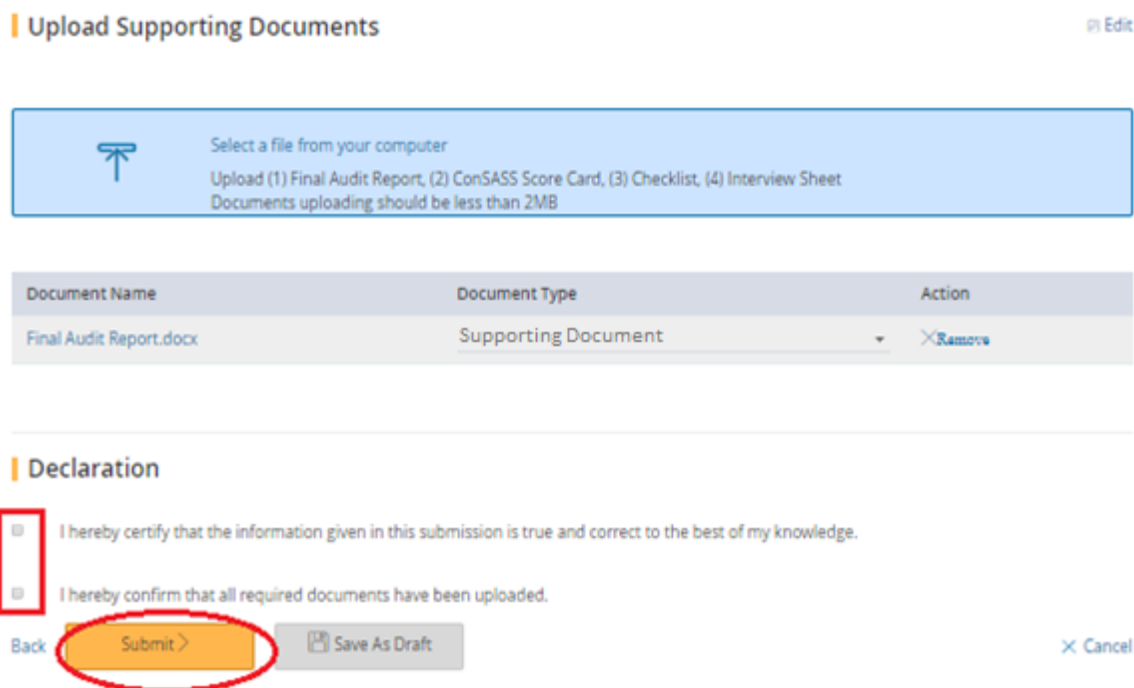 Upload Supporting Documents
Edit
Select a file from your computer
Upload (1) Final Audit Report, (2) ConSASS Score Card, (3) Checklist, (4) Interview Sheet
Documents uploading should be less than 2MB
Document Name Document Type Action
Final Audit Report.docx Supporting Document Remove
Declaration
I hereby certify that the information given in this submission is true and correct to the best of my knowledge.
I hereby confirm that all required documents have been uploaded.
Back Submit Save As Draft Cancel